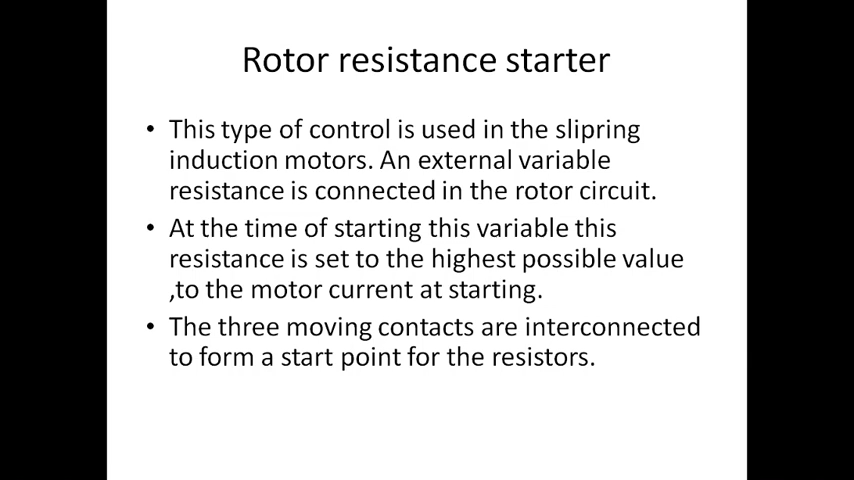 Rotor resistance starter
• This type of control is used in the slipring
induction motors. An external variable
resistance is connected in the rotor circuit.
• At the time of starting this variable this
resistance is set to the highest possible value
,to the motor current at starting.
• The three moving contacts are interconnected
to form a start point for the resistors.